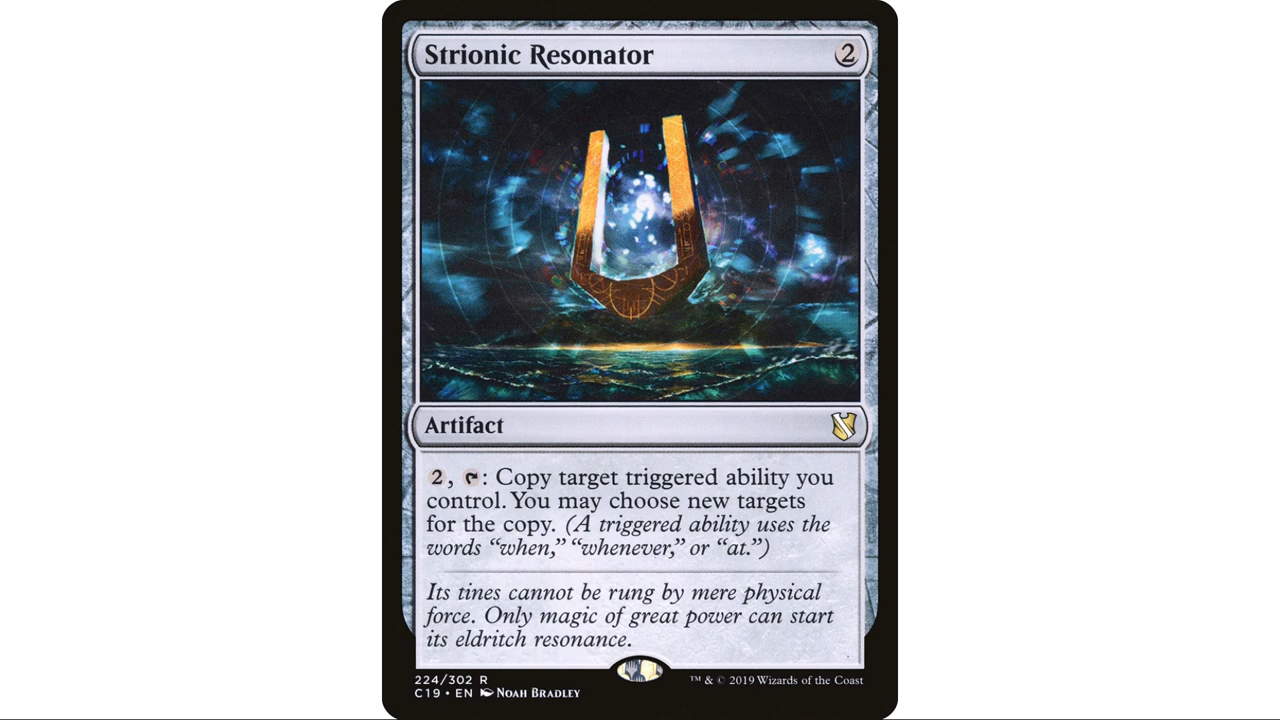 Strionic Resonator 2
Artifact
2, : Copy target triggered ability you
control. You may choose new targets
for the copy. (A triggered ability uses the
words “when,” “whenever,” or “at.”)
Its tines cannot be rung by mere physical
force. Only magic of great power can start
its eldritch resonance.
224/302 R
C19 • EN Noah Bradley
™ & © 2019 Wizards of the Coast